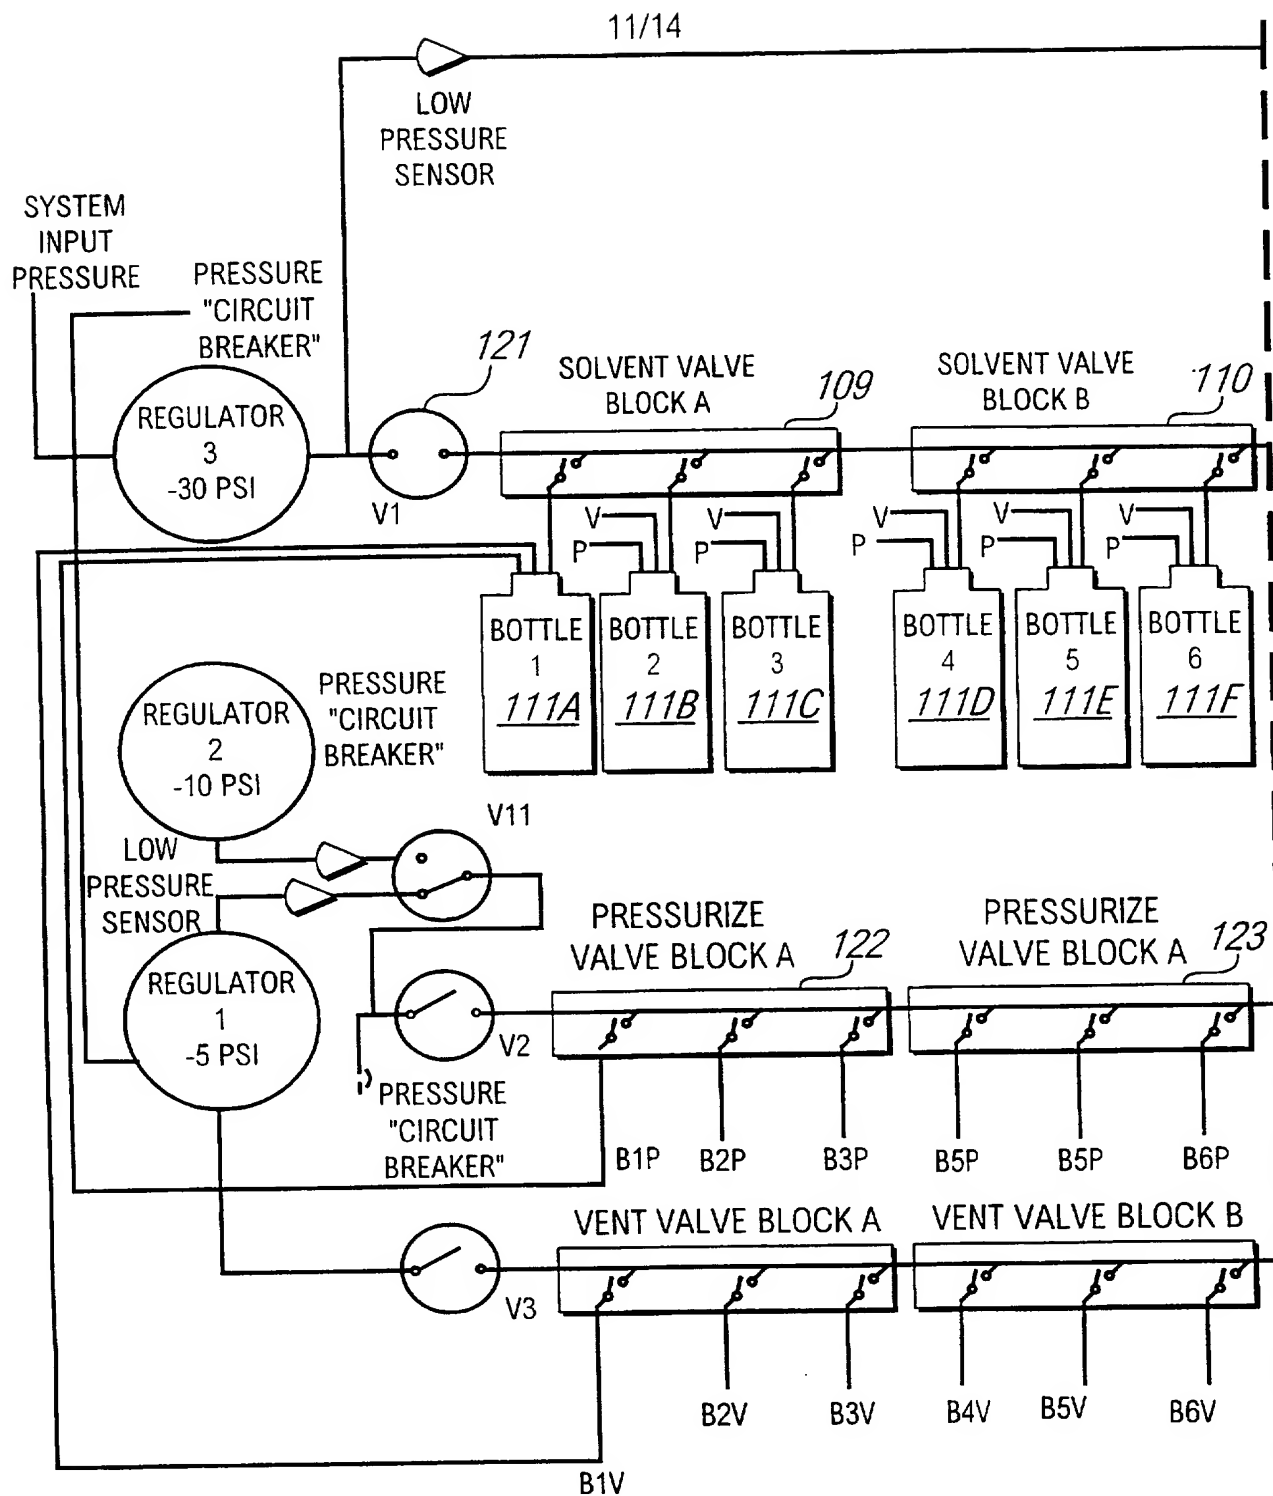 11/14
LOW
PRESSURE
SENSOR
SYSTEM
INPUT
PRESSURE
PRESSURE
"CIRCUIT
BREAKER"
121
SOLVENT VALVE
BLOCK A
109
SOLVENT VALVE
BLOCK B
110
REGULATOR
3
-30 PSI
V1
V
P
V
P
V
P
V
P
V
P
BOTTLE
1
111A
BOTTLE
2
111B
BOTTLE
3
111C
BOTTLE
4
111D
BOTTLE
5
111E
BOTTLE
6
111F
REGULATOR
2
-10 PSI
PRESSURE
"CIRCUIT
BREAKER"
V11
LOW
PRESSURE
SENSOR
REGULATOR
1
-5 PSI
PRESSURIZE
VALVE BLOCK A
122
PRESSURIZE
VALVE BLOCK A
123
V2
PRESSURE
"CIRCUIT
BREAKER"
B1P
B2P
B3P
B5P
B5P
B6P
VENT VALVE BLOCK A
VENT VALVE BLOCK B
V3
B2V
B3V
B4V
B5V
B6V
B1V